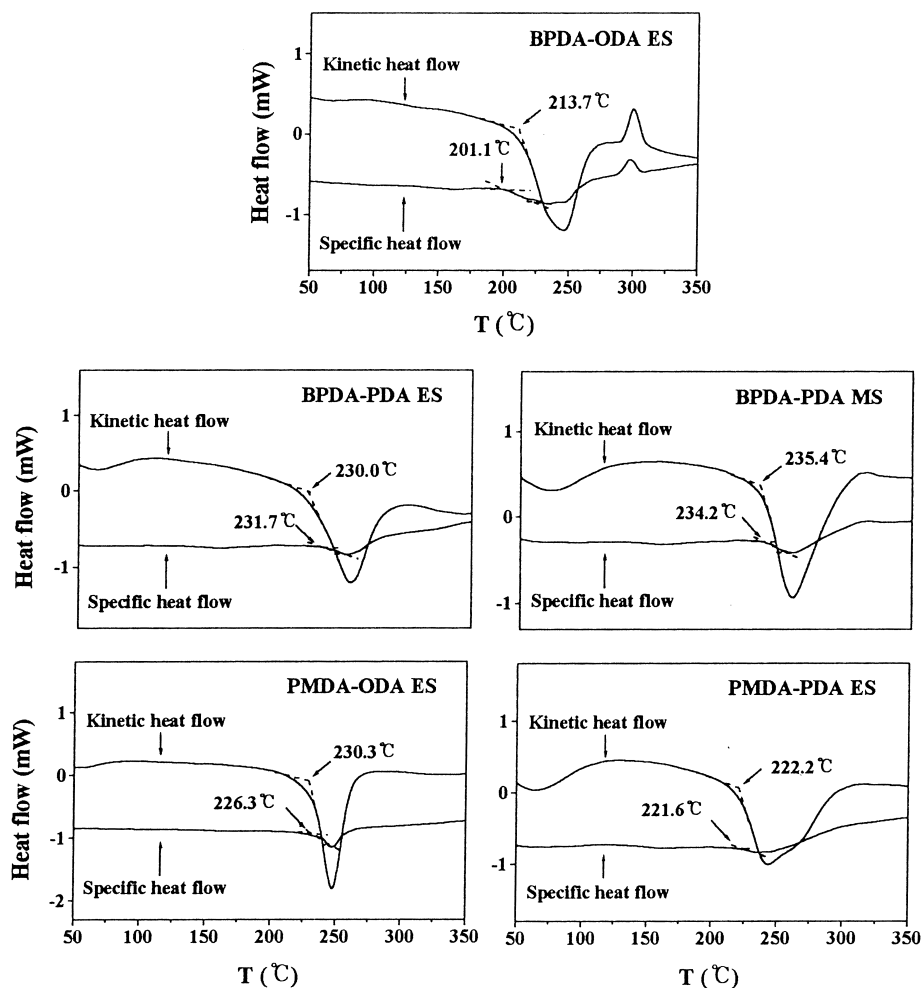 BPDA-ODA ES
Kinetic heat flow
213.7℃
201.1℃
Specific heat flow
Heat flow (mW)
1
0
-1
50 100 150 200 250 300 350
T (℃)
BPDA-PDA ES
Kinetic heat flow
230.0℃
231.7℃
Specific heat flow
Heat flow (mW)
1
0
-1
BPDA-PDA MS
Kinetic heat flow
235.4℃
234.2℃
Specific heat flow
1
0
-1
PMDA-ODA ES
Kinetic heat flow
230.3℃
226.3℃
Specific heat flow
Heat flow (mW)
1
0
-1
-2
50 100 150 200 250 300 350
T (℃)
PMDA-PDA ES
Kinetic heat flow
222.2℃
221.6℃
Specific heat flow
1
0
-1
50 100 150 200 250 300 350
T (℃)